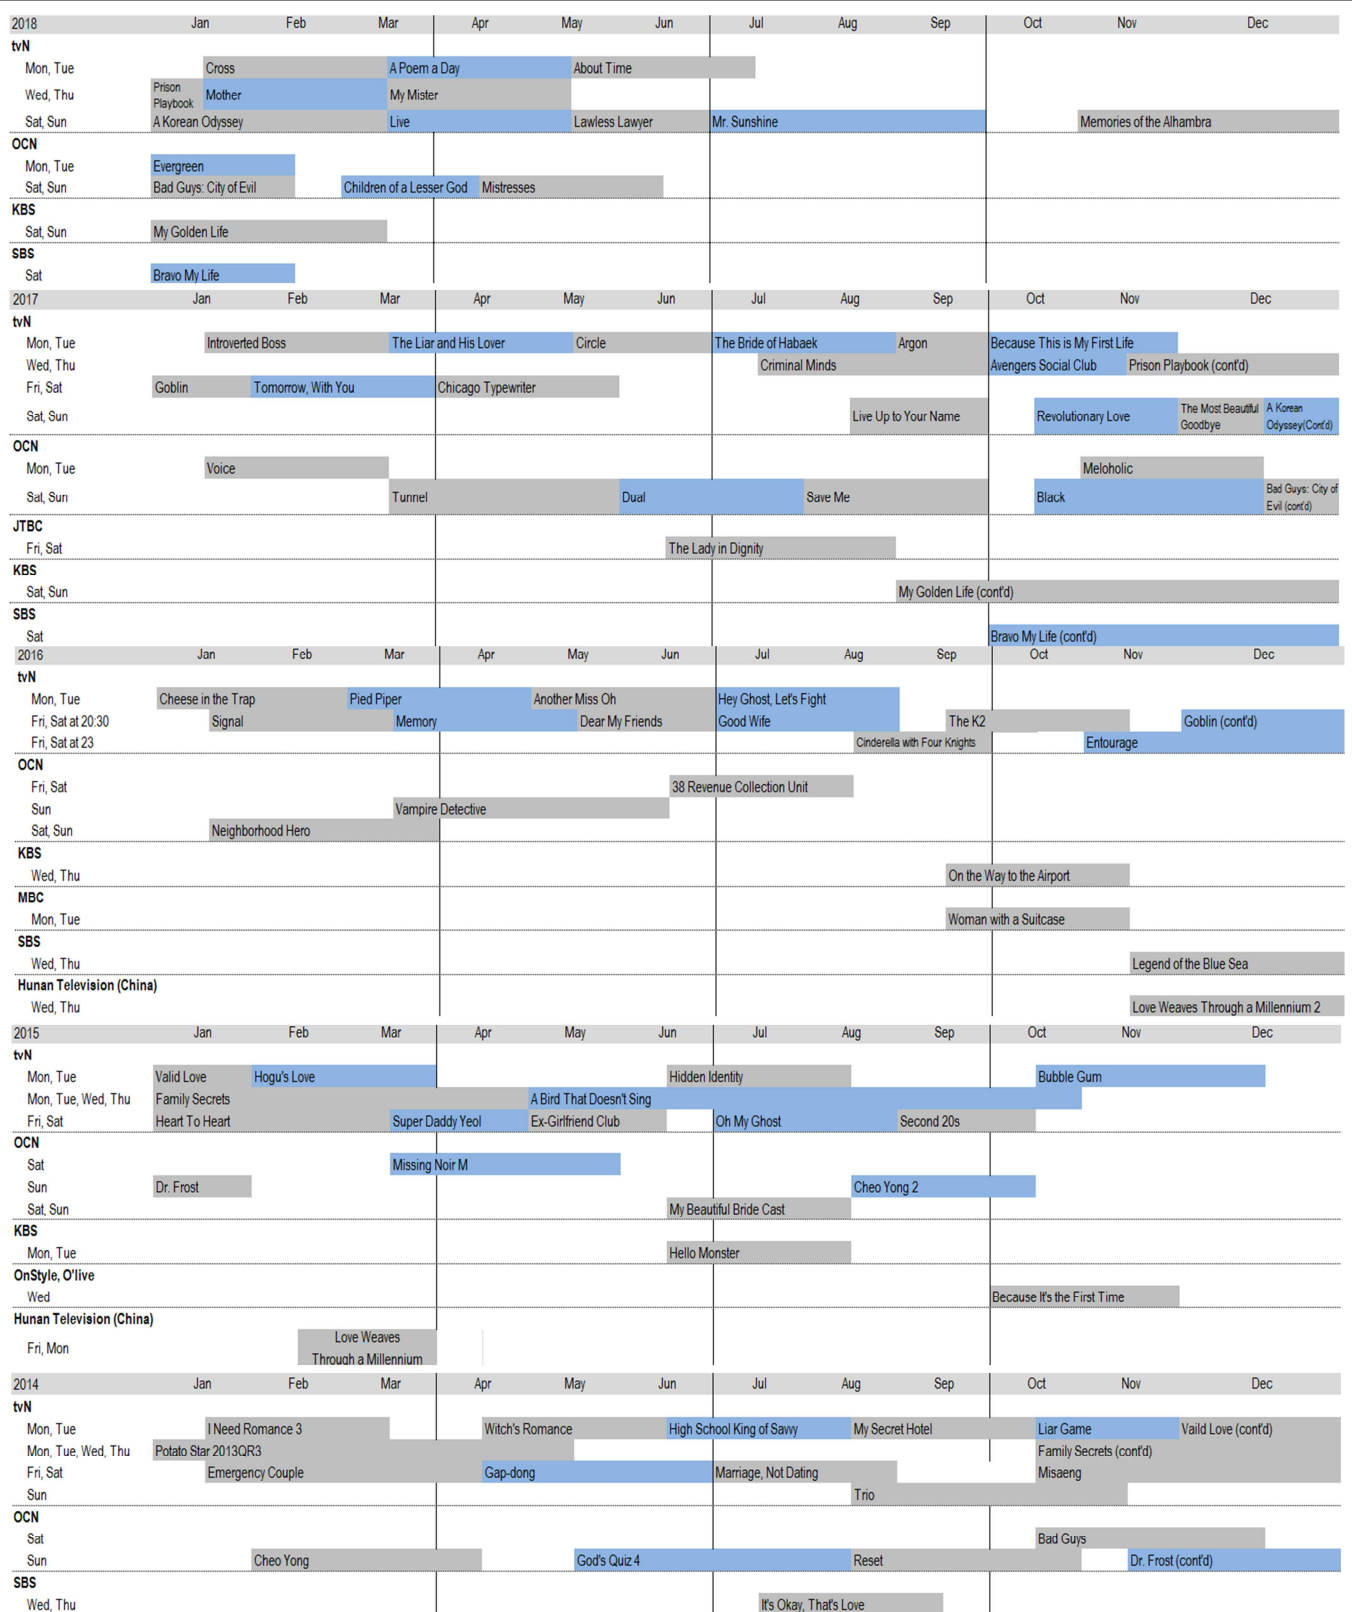 2018 Jan Feb Mar Apr May Jun Jul Aug Sep Oct Nov Dec
tvN
Mon, Tue Cross A Poem a Day About Time
Wed, Thu Prison Playbook Mother My Mister
Sat, Sun A Korean Odyssey Live Lawless Lawyer Mr. Sunshine Memories of the Alhambra
OCN
Mon, Tue Evergreen
Sat, Sun Bad Guys: City of Evil Children of a Lesser God Mistresses
KBS
Sat, Sun My Golden Life
SBS
Sat Bravo My Life
2017 Jan Feb Mar Apr May Jun Jul Aug Sep Oct Nov Dec
tvN
Mon, Tue Introverted Boss The Liar and His Lover Circle The Bride of Habaek Argon Because This is My First Life
Wed, Thu Criminal Minds Avengers Social Club Prison Playbook (cont'd)
Fri, Sat Goblin Tomorrow, With You Chicago Typewriter
Sat, Sun Live Up to Your Name Revolutionary Love The Most Beautiful Goodbye A Korean Odyssey(Cont'd)
OCN
Mon, Tue Voice Meloholic
Sat, Sun Tunnel Dual Save Me Black Bad Guys: City of Evil (cont'd)
JTBC
Fri, Sat The Lady in Dignity
KBS
Sat, Sun My Golden Life (cont'd)
SBS
Sat Bravo My Life (cont'd)
2016 Jan Feb Mar Apr May Jun Jul Aug Sep Oct Nov Dec
tvN
Mon, Tue Cheese in the Trap Pied Piper Another Miss Oh Hey Ghost, Let's Fight
Fri, Sat at 20:30 Signal Memory Dear My Friends Good Wife The K2 Goblin (cont'd)
Fri, Sat at 23 Cinderella with Four Knights Entourage
OCN
Fri, Sat 38 Revenue Collection Unit
Sun Vampire Detective
Sat, Sun Neighborhood Hero
KBS
Wed, Thu On the Way to the Airport
MBC
Mon, Tue Woman with a Suitcase
SBS
Wed, Thu Legend of the Blue Sea
Hunan Television (China)
Wed, Thu Love Weaves Through a Millennium 2
2015 Jan Feb Mar Apr May Jun Jul Aug Sep Oct Nov Dec
tvN
Mon, Tue Valid Love Hogu's Love Hidden Identity Bubble Gum
Mon, Tue, Wed, Thu Family Secrets A Bird That Doesn't Sing
Fri, Sat Heart To Heart Super Daddy Yeol Ex-Girlfriend Club Oh My Ghost Second 20s
OCN
Sat Missing Noir M
Sun Dr. Frost Cheo Yong 2
Sat, Sun My Beautiful Bride Cast
KBS
Mon, Tue Hello Monster
OnStyle, O'live
Wed Because It's the First Time
Hunan Television (China)
Fri, Mon Love Weaves Through a Millennium
2014 Jan Feb Mar Apr May Jun Jul Aug Sep Oct Nov Dec
tvN
Mon, Tue I Need Romance 3 Witch's Romance High School King of Savvy My Secret Hotel Liar Game Vaild Love (cont'd)
Mon, Tue, Wed, Thu Potato Star 2013QR3 Family Secrets (cont'd)
Fri, Sat Emergency Couple Gap-dong Marriage, Not Dating Misaeng
Sun Trio
OCN
Sat Bad Guys
Sun Cheo Yong God's Quiz 4 Reset Dr. Frost (cont'd)
SBS
Wed, Thu It's Okay, That's Love